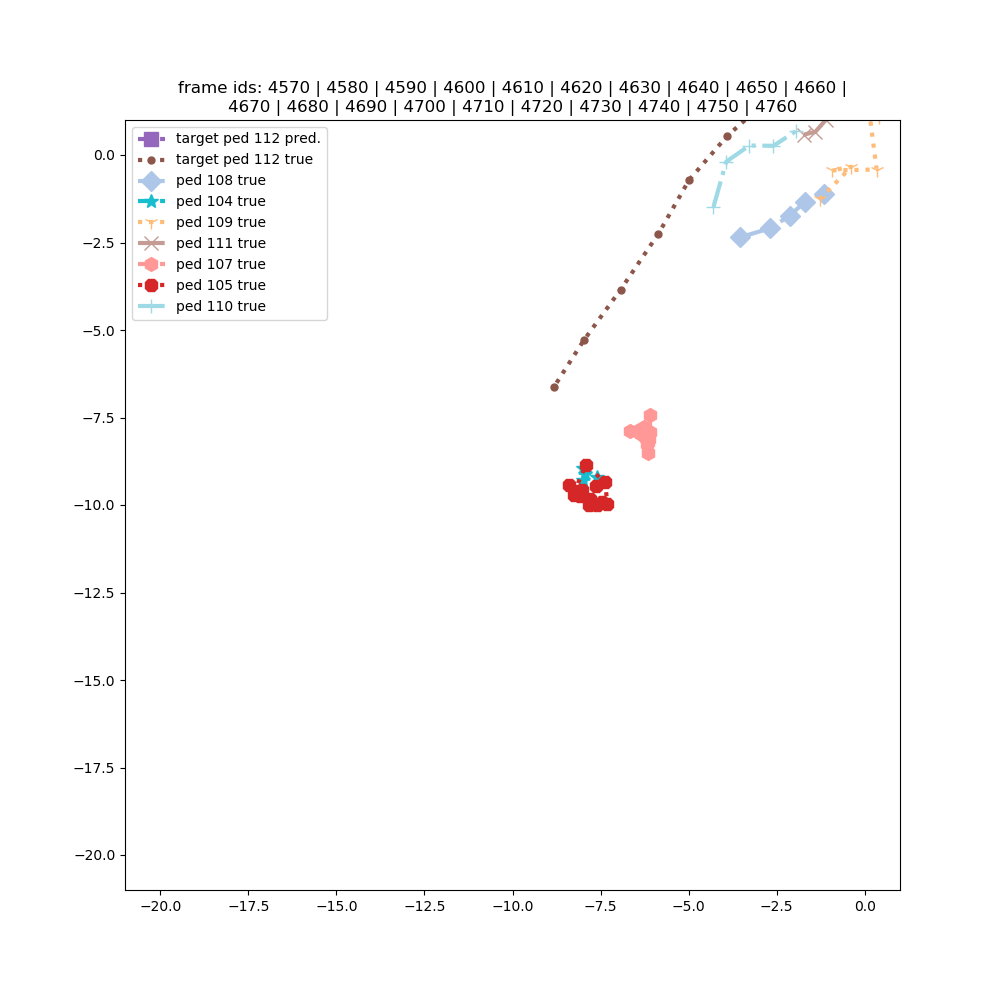 frame ids: 4570 | 4580 | 4590 | 4600 | 4610 | 4620 | 4630 | 4640 | 4650 | 4660 |
4670 | 4680 | 4690 | 4700 | 4710 | 4720 | 4730 | 4740 | 4750 | 4760
target ped 112 pred.
target ped 112 true
ped 108 true
ped 104 true
ped 109 true
ped 111 true
ped 107 true
ped 105 true
ped 110 true
0.0
−2.5
−5.0
−7.5
−10.0
−12.5
−15.0
−17.5
−20.0
−20.0 −17.5 −15.0 −12.5 −10.0 −7.5 −5.0 −2.5 0.0